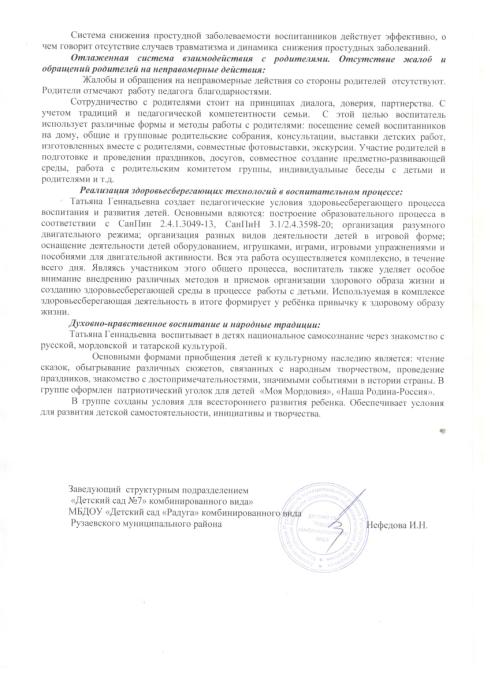 Система снижения простудной заболеваемости воспитанников действует эффективно, о
чем говорит отсутствие случаев травматизма и динамика снижения простудных заболеваний.
Отлаженная система взаимодействия с родителями. Отсутствие жалоб и
обращений родителей на неправомерные действия:
Жалобы и обращения на неправомерные действия со стороны родителей отсутствуют.
Родители отмечают работу педагога благодарностями.
Сотрудничество с родителями стоит на принципах диалога, доверия, партнерства. С
учетом традиций и педагогической компетентности семьи. С этой целью воспитатель
использует различные формы и методы работы с родителями: посещение семей воспитанников
на дому, общие и групповые родительские собрания, консультации, выставки детских работ,
изготовленных вместе с родителями, совместные фотовыставки, экскурсии. Участие родителей в
подготовке и проведении праздников, досугов, совместное создание предметно-развивающей
среды, работа с родительским комитетом группы, индивидуальные беседы с детьми и
родителями и т.д.
Реализация здоровьесберегающих технологий в воспитательном процессе:
Татьяна Геннадьевна создает педагогические условия здоровьесберегающего процесса
воспитания и развития детей. Основными вляются: построение образовательного процесса в
соответствии с СанПин 2.4.1.3049-13, СанПиН 3.1/2.4.3598-20; организация разумного
двигательного режима; организация разных видов деятельности детей в игровой форме;
оснащение деятельности детей оборудованием, игрушками, играми, игровыми упражнениями и
пособиями для двигательной активности. Вся эта работа осуществляется комплексно, в течение
всего дня. Являясь участником этого общего процесса, воспитатель также уделяет особое
внимание внедрению различных методов и приемов организации здорового образа жизни и
созданию здоровьесберегающей среды в процессе работы с детьми. Используемая в комплексе
здоровьесберегающая деятельность в итоге формирует у ребёнка привычку к здоровому образу
жизни.
Духовно-нравственное воспитание и народные традиции:
Татьяна Геннадьевна воспитывает в детях национальное самосознание через знакомство с
русской, мордовской и татарской культурой.
Основными формами приобщения детей к культурному наследию является: чтение
сказок, обыгрывание различных сюжетов, связанных с народным творчеством, проведение
праздников, знакомство с достопримечательностями, значимыми событиями в истории страны. В
группе оформлен патриотический уголок для детей «Моя Мордовия», «Наша Родина-Россия».
В группе созданы условия для всестороннего развития ребенка. Обеспечивает условия
для развития детской самостоятельности, инициативы и творчества.
Заведующий структурным подразделением
«Детский сад №7» комбинированного вида»
МБДОУ «Детский сад «Радуга» комбинированного вида
Рузаевского муниципального района Нефедова И.Н.